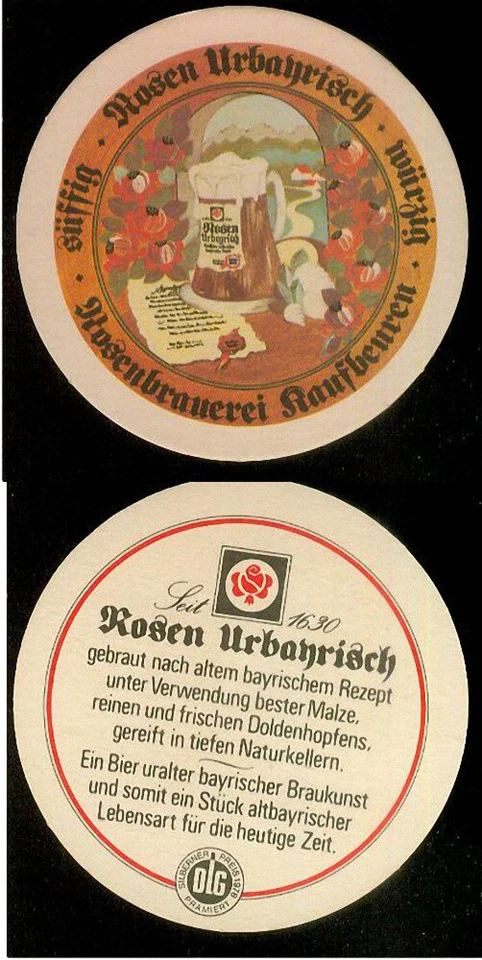 Rosen Urbayrisch
süffig · würzig
Rosenbrauerei Kaufbeuren
Rosen
Urbayrisch
Seit 1630
Rosen Urbayrisch
gebraut nach altem bayrischem Rezept
unter Verwendung bester Malze,
reinen und frischen Doldenhopfens,
gereift in tiefen Naturkellern.
Ein Bier uralter bayrischer Braukunst
und somit ein Stück altbayrischer
Lebensart für die heutige Zeit.
SILBERNER PREIS 1978
DLG
PRÄMIERT